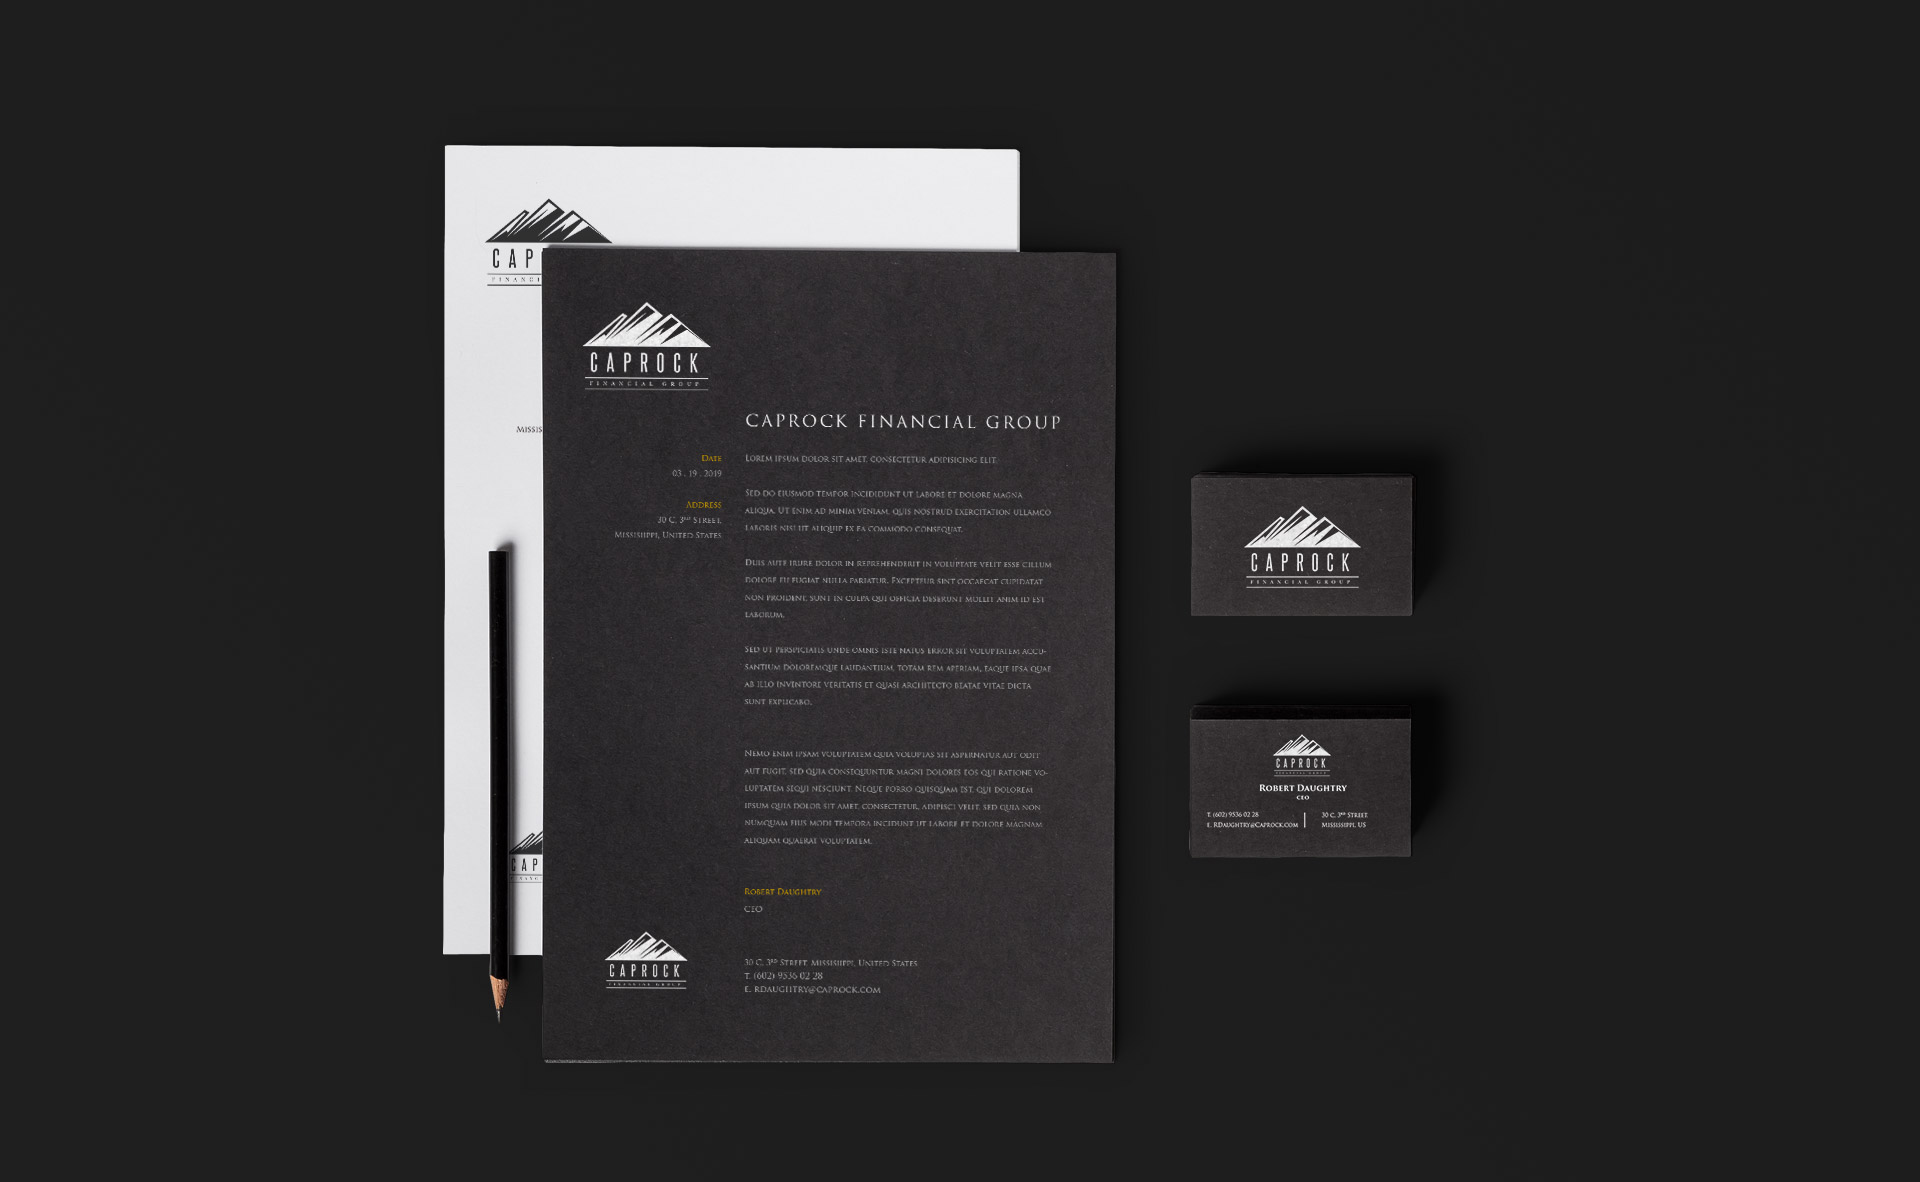 CAP
FINANCI
MISSIS
CAP
FINANC
CAPROCK
FINANCIAL GROUP
CAPROCK FINANCIAL GROUP
DATE
03 . 19 . 2019
ADDRESS
30 C, 3RD STREET,
MISSISIIPPI, UNITED STATES
LOREM IPSUM DOLOR SIT AMET, CONSECTETUR ADIPISICING ELIT.
SED DO EIUSMOD TEMPOR INCIDIDUNT UT LABORE ET DOLORE MAGNA
ALIQUA. UT ENIM AD MINIM VENIAM, QUIS NOSTRUD EXERCITATION ULLAMCO
LABORIS NISI UT ALIQUIP EX EA COMMODO CONSEQUAT.
DUIS AUTE IRURE DOLOR IN REPREHENDERIT IN VOLUPTATE VELIT ESSE CILLUM
DOLORE EU FUGIAT NULLA PARIATUR. EXCEPTEUR SINT OCCAECAT CUPIDATAT
NON PROIDENT, SUNT IN CULPA QUI OFFICIA DESERUNT MOLLIT ANIM ID EST
LABORUM.
SED UT PERSPICIATIS UNDE OMNIS ISTE NATUS ERROR SIT VOLUPTATEM ACCU-
SANTIUM DOLOREMQUE LAUDANTIUM, TOTAM REM APERIAM, EAQUE IPSA QUAE
AB ILLO INVENTORE VERITATIS ET QUASI ARCHITECTO BEATAE VITAE DICTA
SUNT EXPLICABO.
NEMO ENIM IPSAM VOLUPTATEM QUIA VOLUPTAS SIT ASPERNATUR AUT ODIT
AUT FUGIT, SED QUIA CONSEQUUNTUR MAGNI DOLORES EOS QUI RATIONE VO-
LUPTATEM SEQUI NESCIUNT. NEQUE PORRO QUISQUAM EST, QUI DOLOREM
IPSUM QUIA DOLOR SIT AMET, CONSECTETUR, ADIPISCI VELIT, SED QUIA NON
NUMQUAM EIUS MODI TEMPORA INCIDUNT UT LABORE ET DOLORE MAGNAM
ALIQUAM QUAERAT VOLUPTATEM.
ROBERT DAUGHTRY
CEO
CAPROCK
FINANCIAL GROUP
30 C, 3RD STREET, MISSISIIPPI, UNITED STATES
T. (602) 9536 02 28
E. RDAUGHTRY@CAPROCK.COM
CAPROCK
FINANCIAL GROUP
CAPROCK
FINANCIAL GROUP
ROBERT DAUGHTRY
CEO
T. (602) 9536 02 28
E. RDAUGHTRY@CAPROCK.COM
30 C, 3RD STREET,
MISSISSIPPI, US